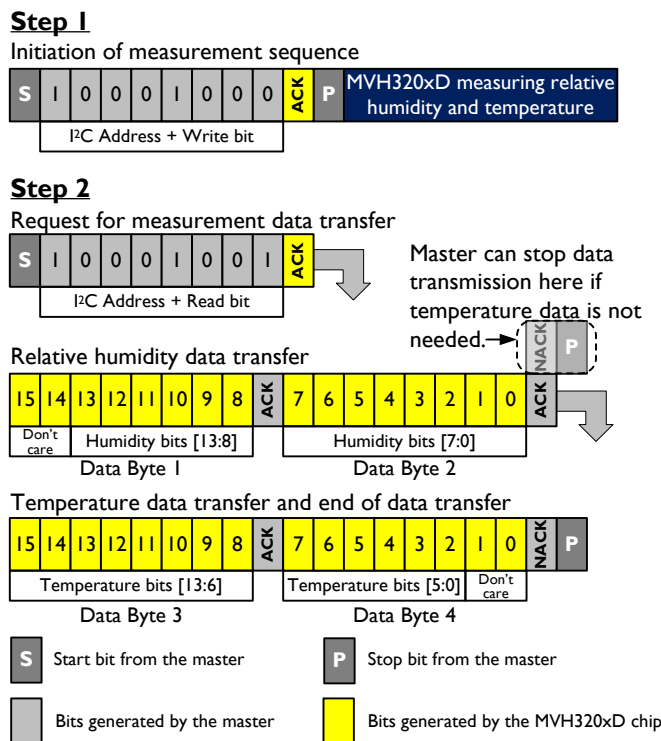 Step 1
Initiation of measurement sequence
S 1 0 0 0 1 0 0 0 ACK P MVH320xD measuring relative
humidity and temperature
I²C Address + Write bit
Step 2
Request for measurement data transfer
S 1 0 0 0 1 0 0 1 ACK
I²C Address + Read bit
Master can stop data
transmission here if
temperature data is not
needed.
NACK P
Relative humidity data transfer
15 14 13 12 11 10 9 8 ACK 7 6 5 4 3 2 1 0 ACK
Don't
care
Humidity bits [13:8]
Humidity bits [7:0]
Data Byte 1
Data Byte 2
Temperature data transfer and end of data transfer
15 14 13 12 11 10 9 8 ACK 7 6 5 4 3 2 1 0 NACK P
Temperature bits [13:6]
Temperature bits [5:0]
Don't
care
Data Byte 3
Data Byte 4
S Start bit from the master
P Stop bit from the master
Bits generated by the master
Bits generated by the MVH320xD chip